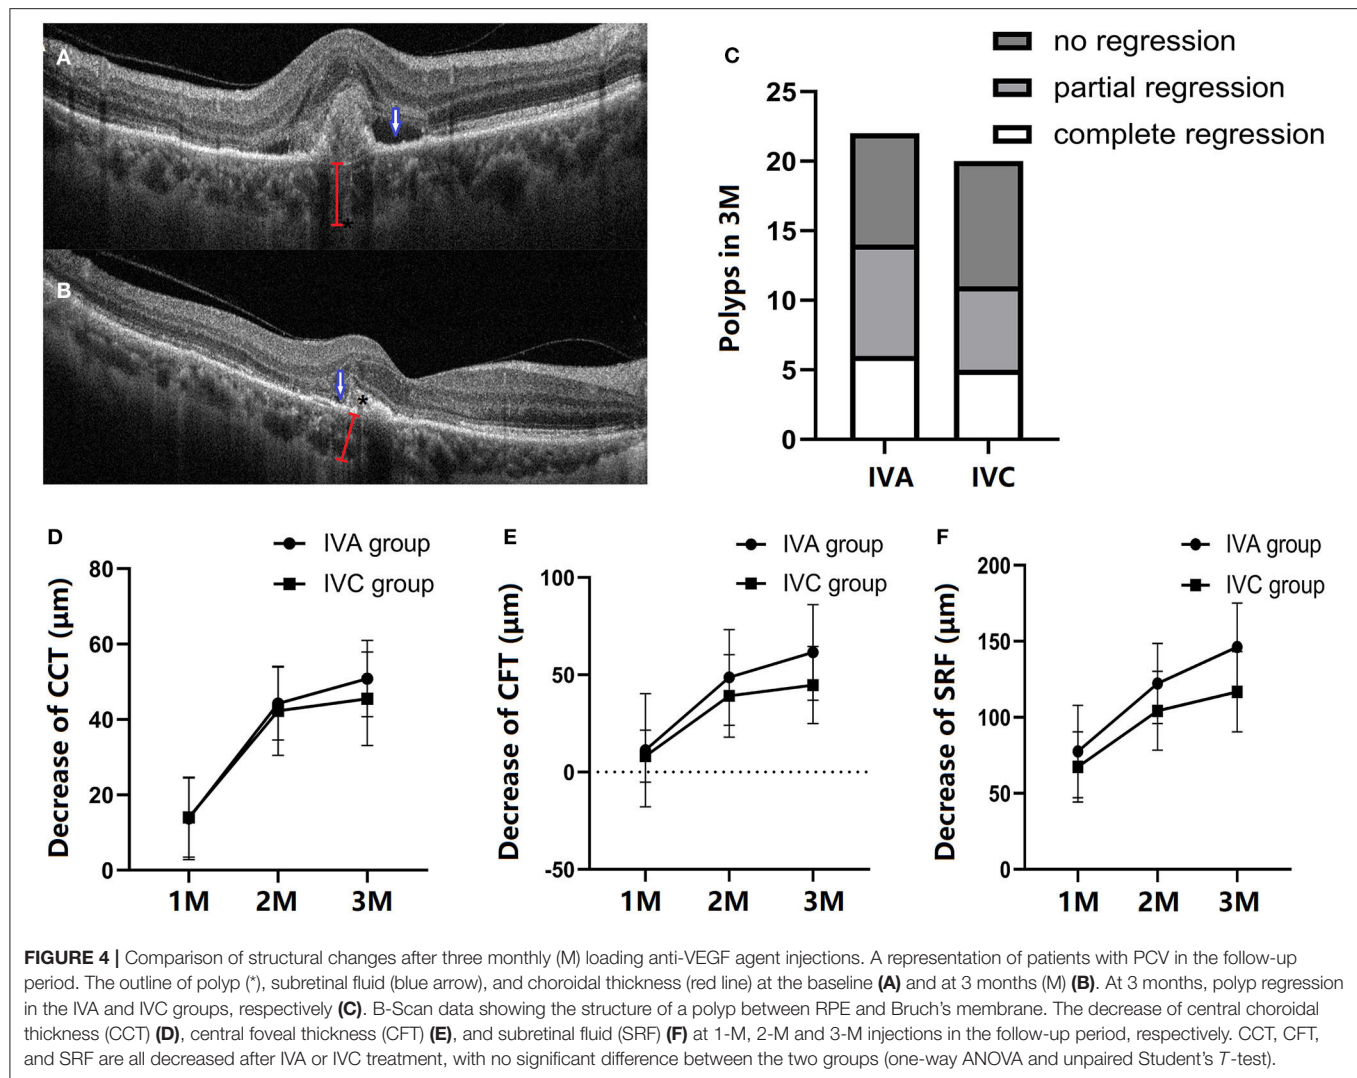 A
*
B
*
C
no regression
partial regression
complete regression
Polyps in 3M
25
20
15
10
5
0
IVA IVC
D
IVA group
IVC group
Decrease of CCT (μm)
80
60
40
20
0
1M 2M 3M
E
IVA group
IVC group
Decrease of CFT (μm)
100
50
0
-50
1M 2M 3M
F
IVA group
IVC group
Decrease of SRF (μm)
200
150
100
50
0
1M 2M 3M
FIGURE 4 | Comparison of structural changes after three monthly (M) loading anti-VEGF agent injections. A representation of patients with PCV in the follow-up
period. The outline of polyp (*), subretinal fluid (blue arrow), and choroidal thickness (red line) at the baseline (A) and at 3 months (M) (B). At 3 months, polyp regression
in the IVA and IVC groups, respectively (C). B-Scan data showing the structure of a polyp between RPE and Bruch's membrane. The decrease of central choroidal
thickness (CCT) (D), central foveal thickness (CFT) (E), and subretinal fluid (SRF) (F) at 1-M, 2-M and 3-M injections in the follow-up period, respectively. CCT, CFT,
and SRF are all decreased after IVA or IVC treatment, with no significant difference between the two groups (one-way ANOVA and unpaired Student's T-test).